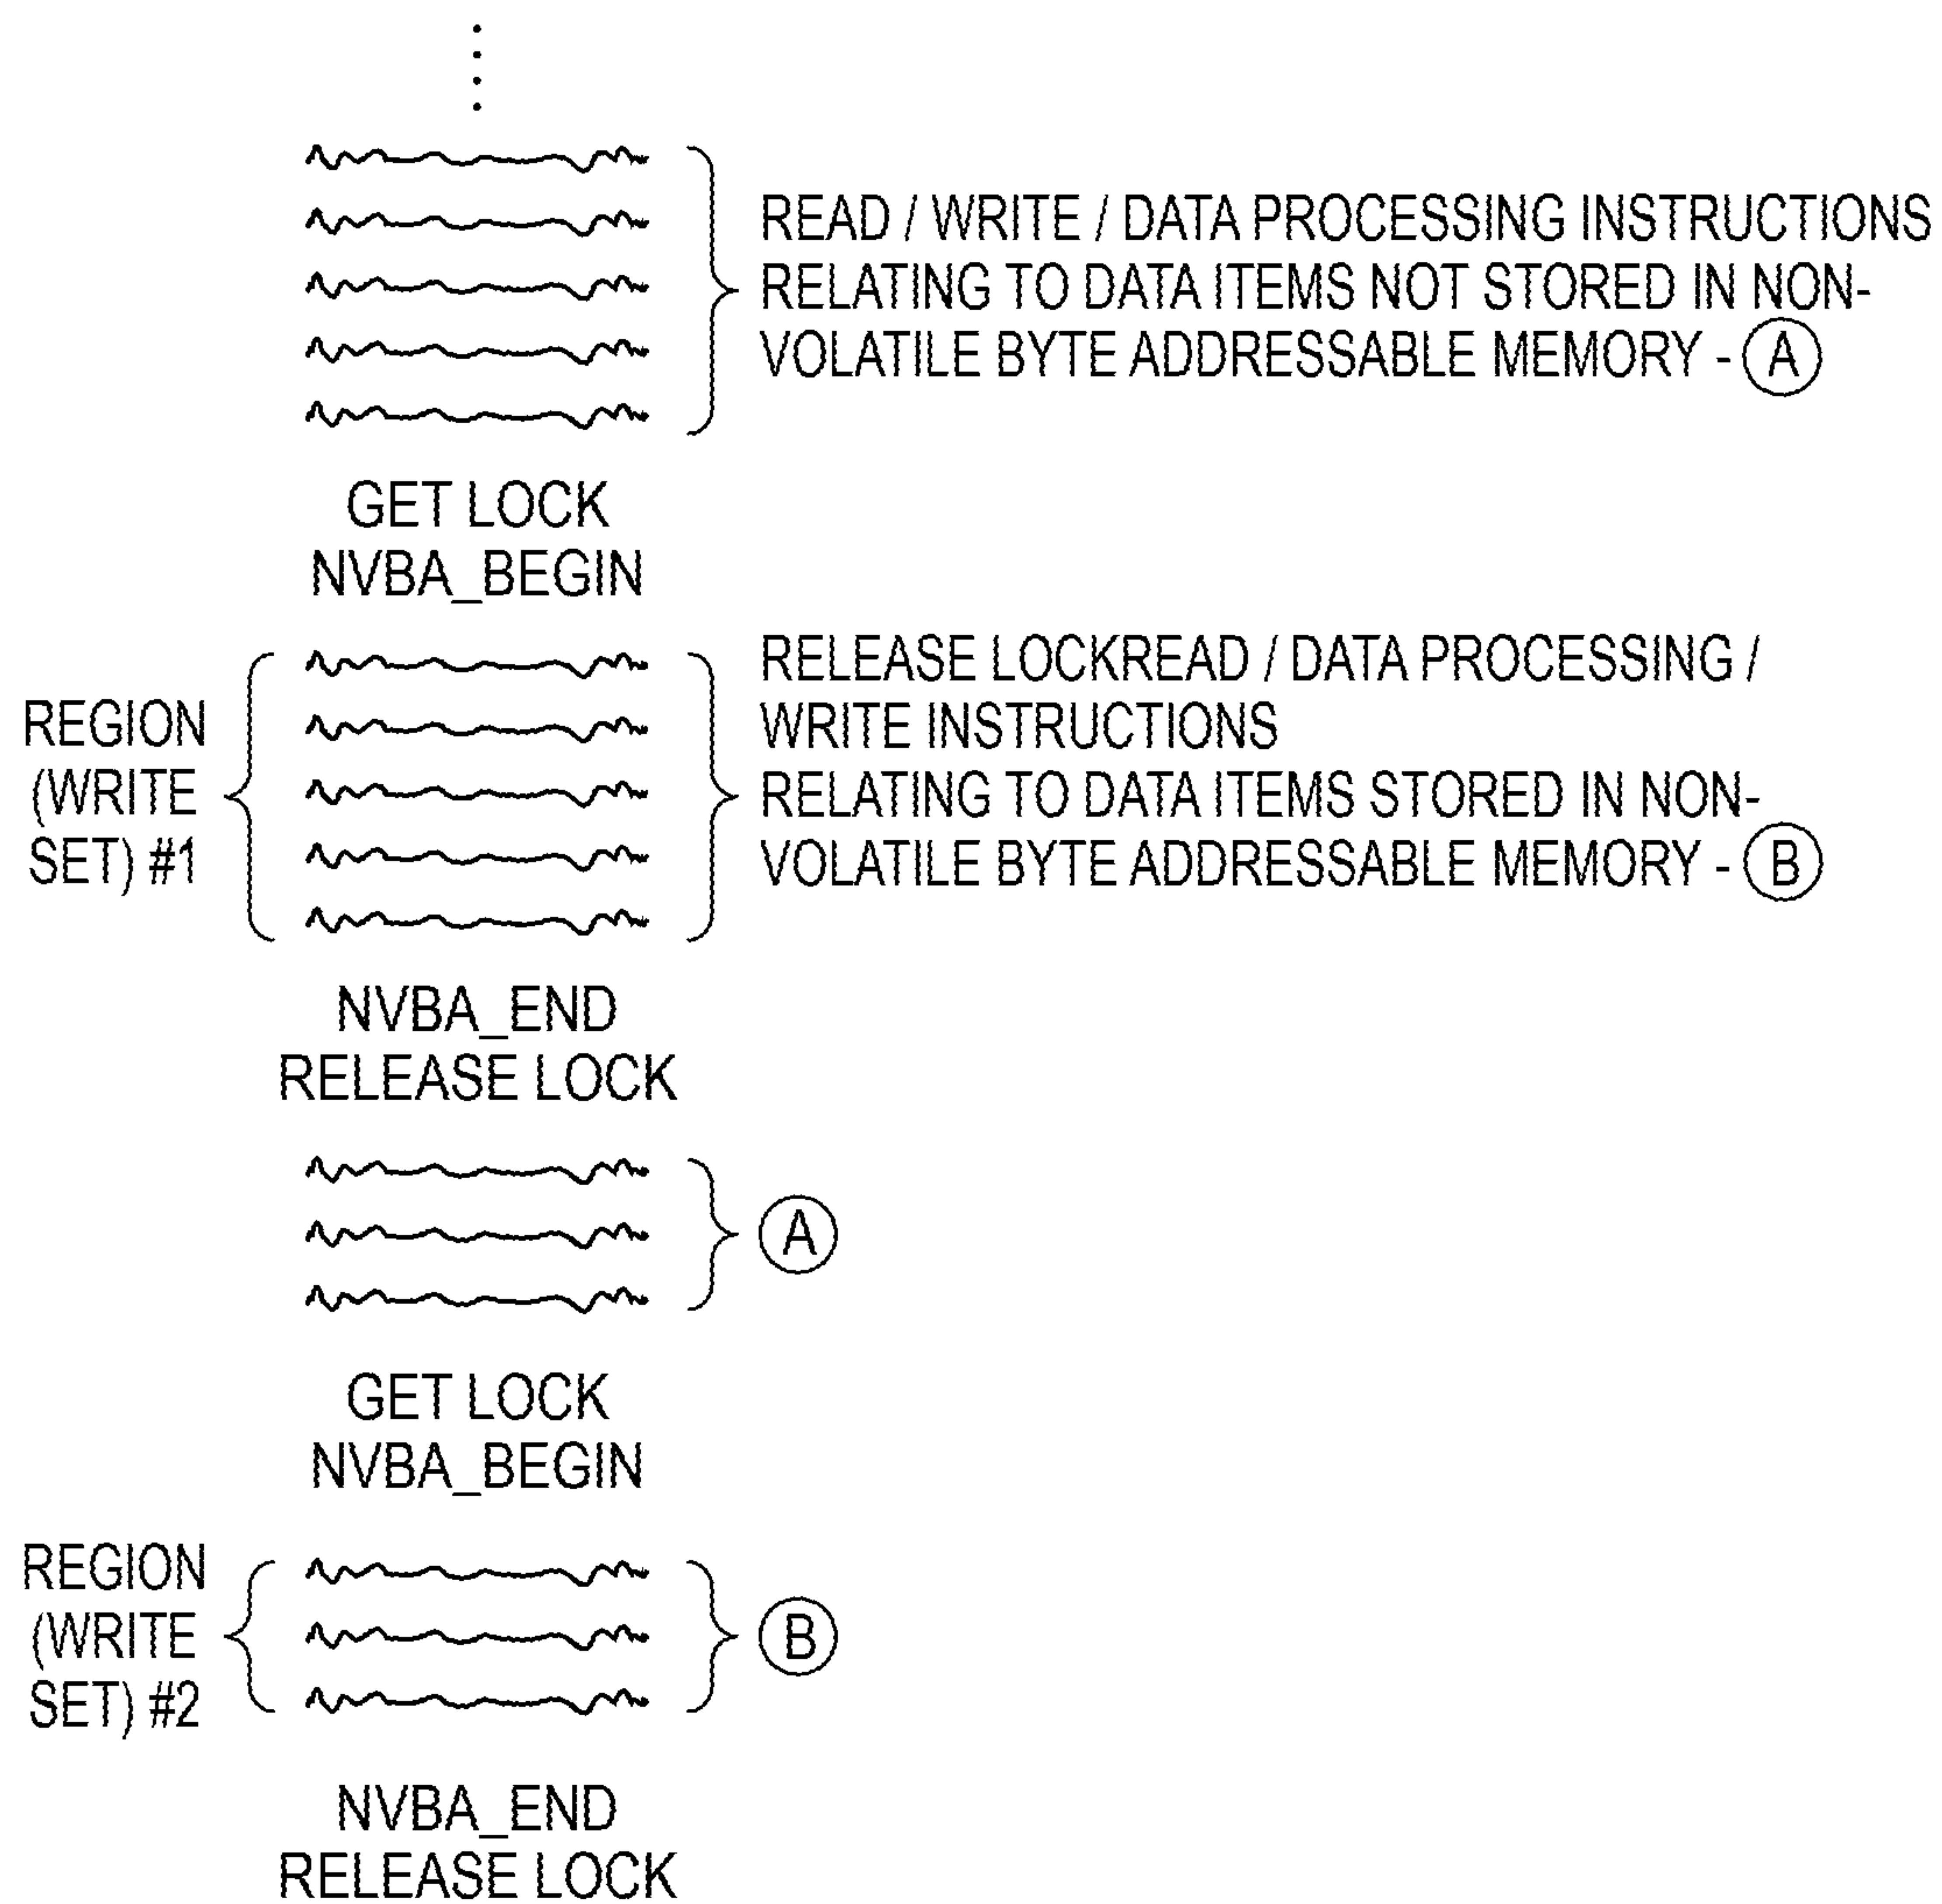 READ / WRITE / DATA PROCESSING INSTRUCTIONS
RELATING TO DATA ITEMS NOT STORED IN NON-
VOLATILE BYTE ADDRESSABLE MEMORY - A
GET LOCK
NVBA_BEGIN
REGION
(WRITE
SET) #1
RELEASE LOCKREAD / DATA PROCESSING /
WRITE INSTRUCTIONS
RELATING TO DATA ITEMS STORED IN NON-
VOLATILE BYTE ADDRESSABLE MEMORY - B
NVBA_END
RELEASE LOCK
A
GET LOCK
NVBA_BEGIN
REGION
(WRITE
SET) #2
B
NVBA_END
RELEASE LOCK